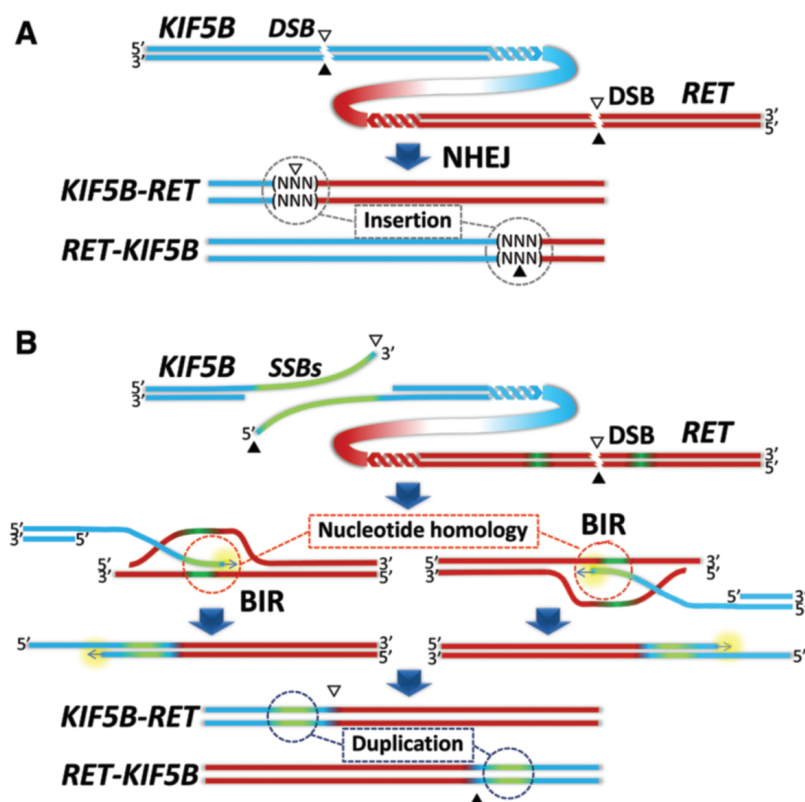 A
KIF5B DSB
5'
3'
DSB RET
3'
5'
NHEJ
KIF5B-RET
(NNN)
(NNN)
Insertion
RET-KIF5B
(NNN)
(NNN)
B
KIF5B SSBs
3'
5'
3'
5'
DSB RET
3'
5'
Nucleotide homology
BIR
5'
3' 5'
5'
3'
3'
5'
BIR
5'
3'
3'
5'
3'
5'
5'
3'
5'
3'
5'
3'
3'
5'
KIF5B-RET
Duplication
RET-KIF5B